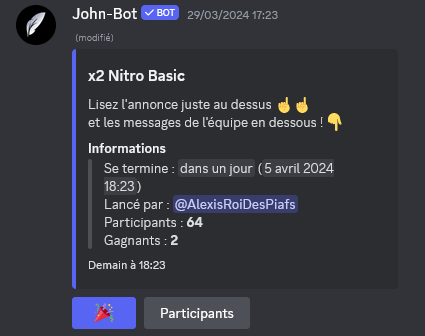 John-Bot ✓ BOT 29/03/2024 17:23
(modifié)
x2 Nitro Basic
Lisez l'annonce juste au dessus ☝️☝️
et les messages de l'équipe en dessous ! 👇
Informations
Se termine : dans un jour (5 avril 2024
18:23)
Lancé par : @AlexisRoiDesPiafs
Participants : 64
Gagnants : 2
Demain à 18:23
🎉 Participants